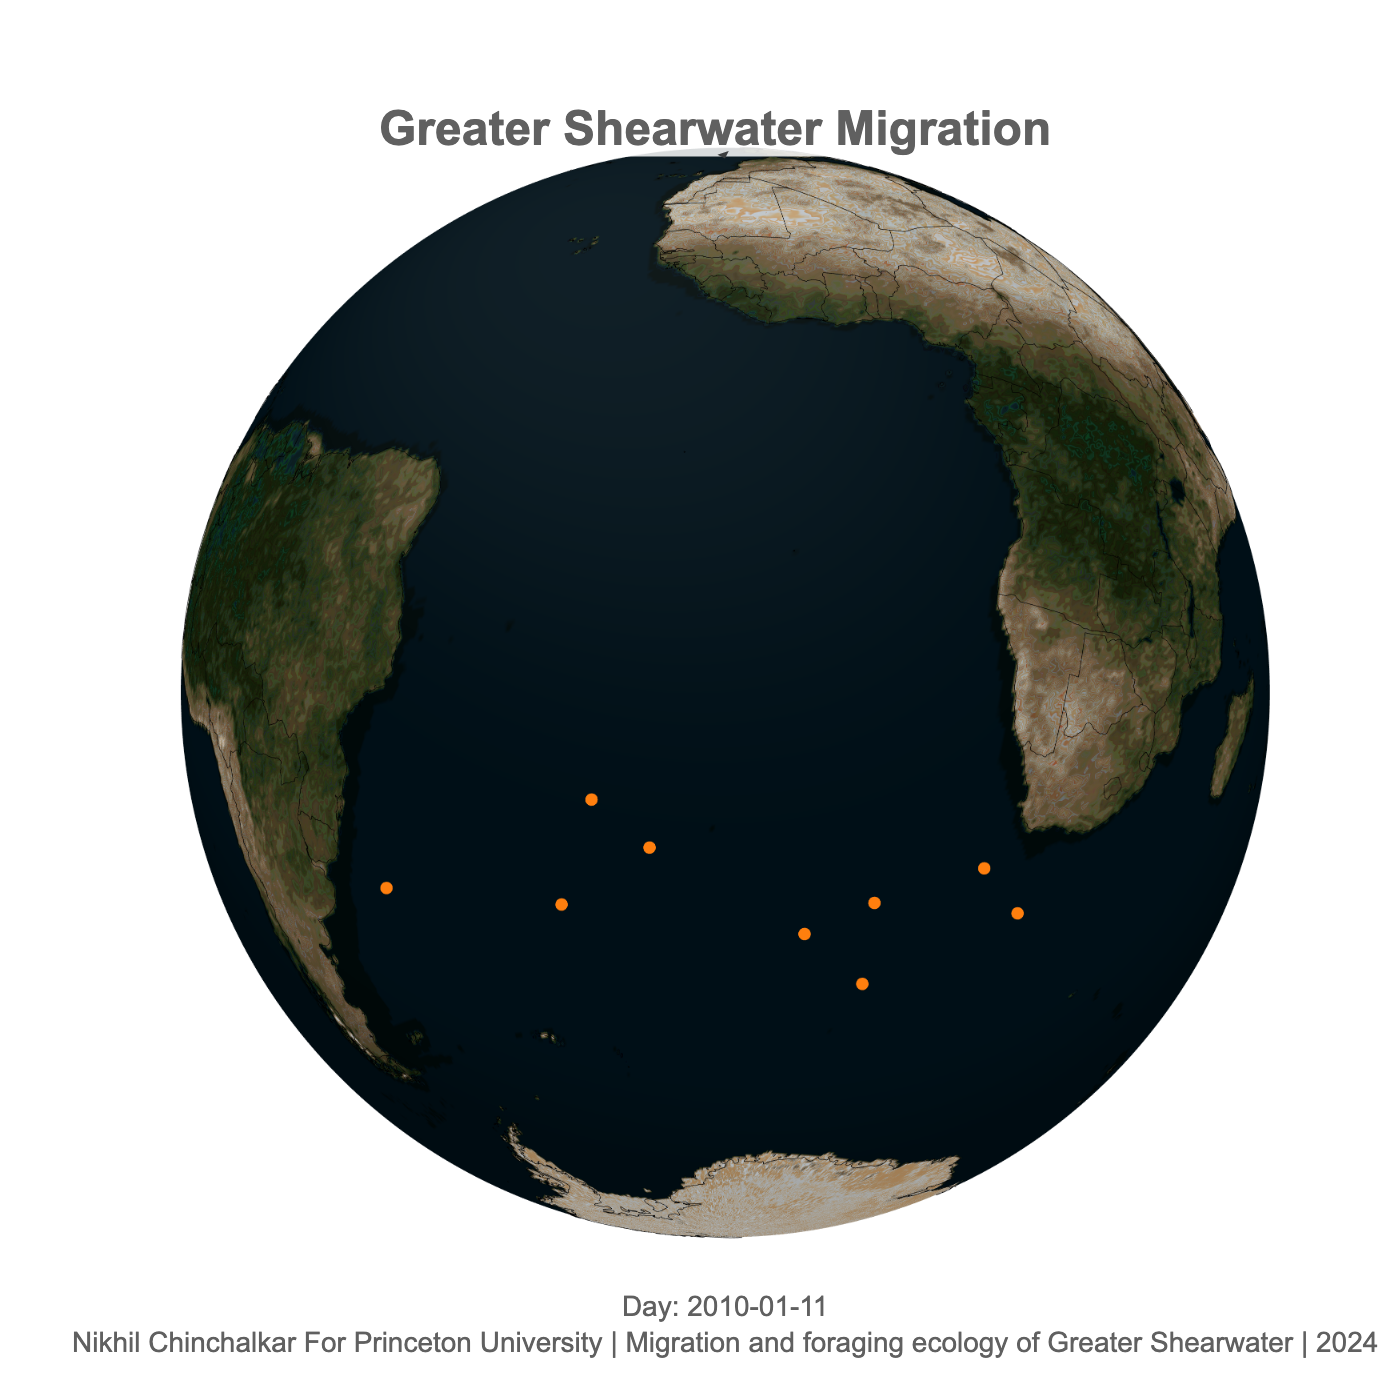 Greater Shearwater Migration
Day: 2010-01-11
Nikhil Chinchalkar For Princeton University | Migration and foraging ecology of Greater Shearwater | 2024